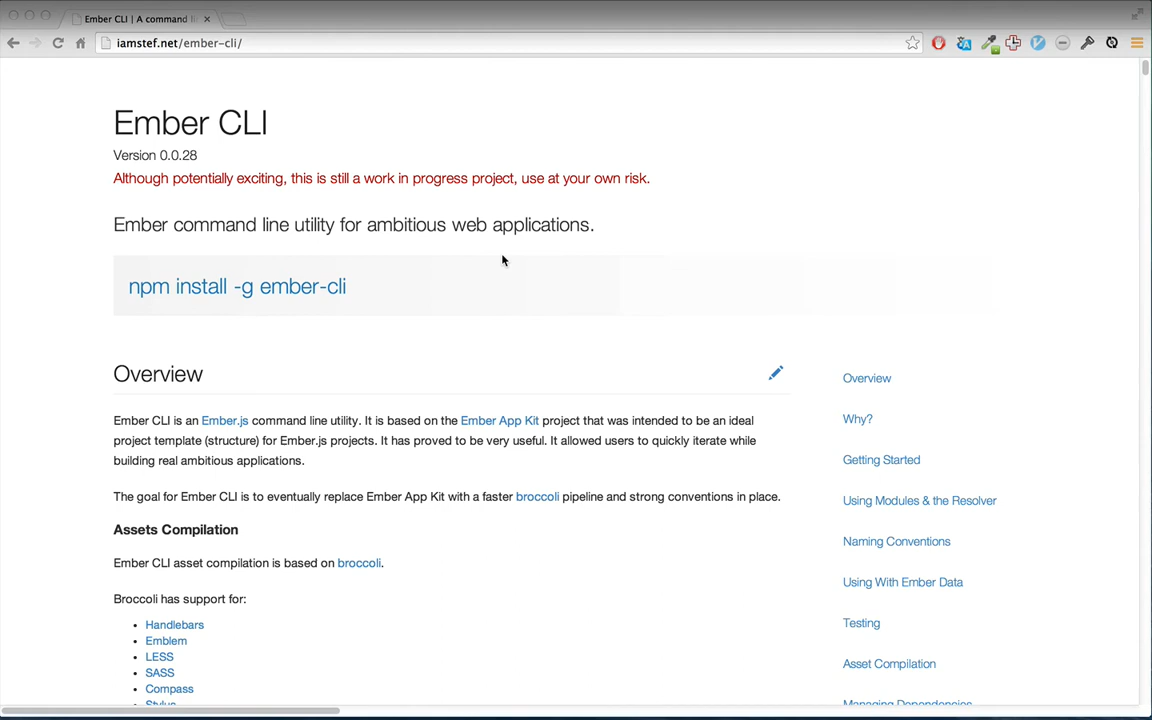 Ember CLI | A command li
iamstef.net/ember-cli/
Ember CLI
Version 0.0.28
Although potentially exciting, this is still a work in progress project, use at your own risk.
Ember command line utility for ambitious web applications.
npm install -g ember-cli
Overview
Ember CLI is an Ember.js command line utility. It is based on the Ember App Kit project that was intended to be an ideal
project template (structure) for Ember.js projects. It has proved to be very useful. It allowed users to quickly iterate while
building real ambitious applications.
The goal for Ember CLI is to eventually replace Ember App Kit with a faster broccoli pipeline and strong conventions in place.
Assets Compilation
Ember CLI asset compilation is based on broccoli.
Broccoli has support for:
Handlebars
Emblem
LESS
SASS
Compass
Stylus
Overview
Why?
Getting Started
Using Modules & the Resolver
Naming Conventions
Using With Ember Data
Testing
Asset Compilation
Managing Dependencies